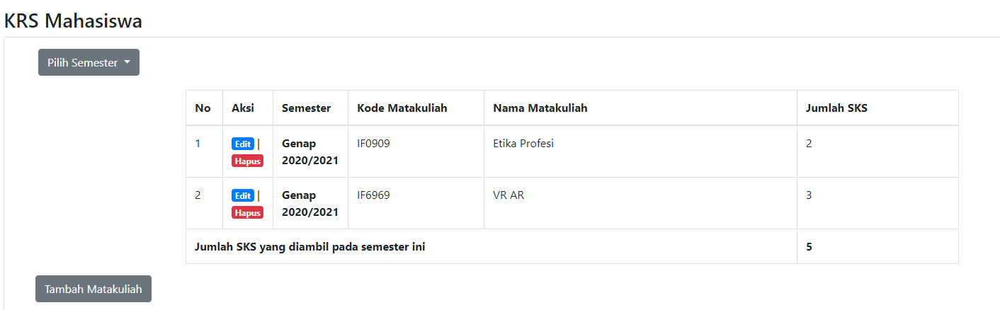 KRS Mahasiswa
Pilih Semester
No Aksi Semester Kode Matakuliah Nama Matakuliah Jumlah SKS
1 Edit | Genap IF0909 Etika Profesi 2
Hapus 2020/2021
2 Edit | Genap IF6969 VR AR 3
Hapus 2020/2021
Jumlah SKS yang diambil pada semester ini 5
Tambah Matakuliah